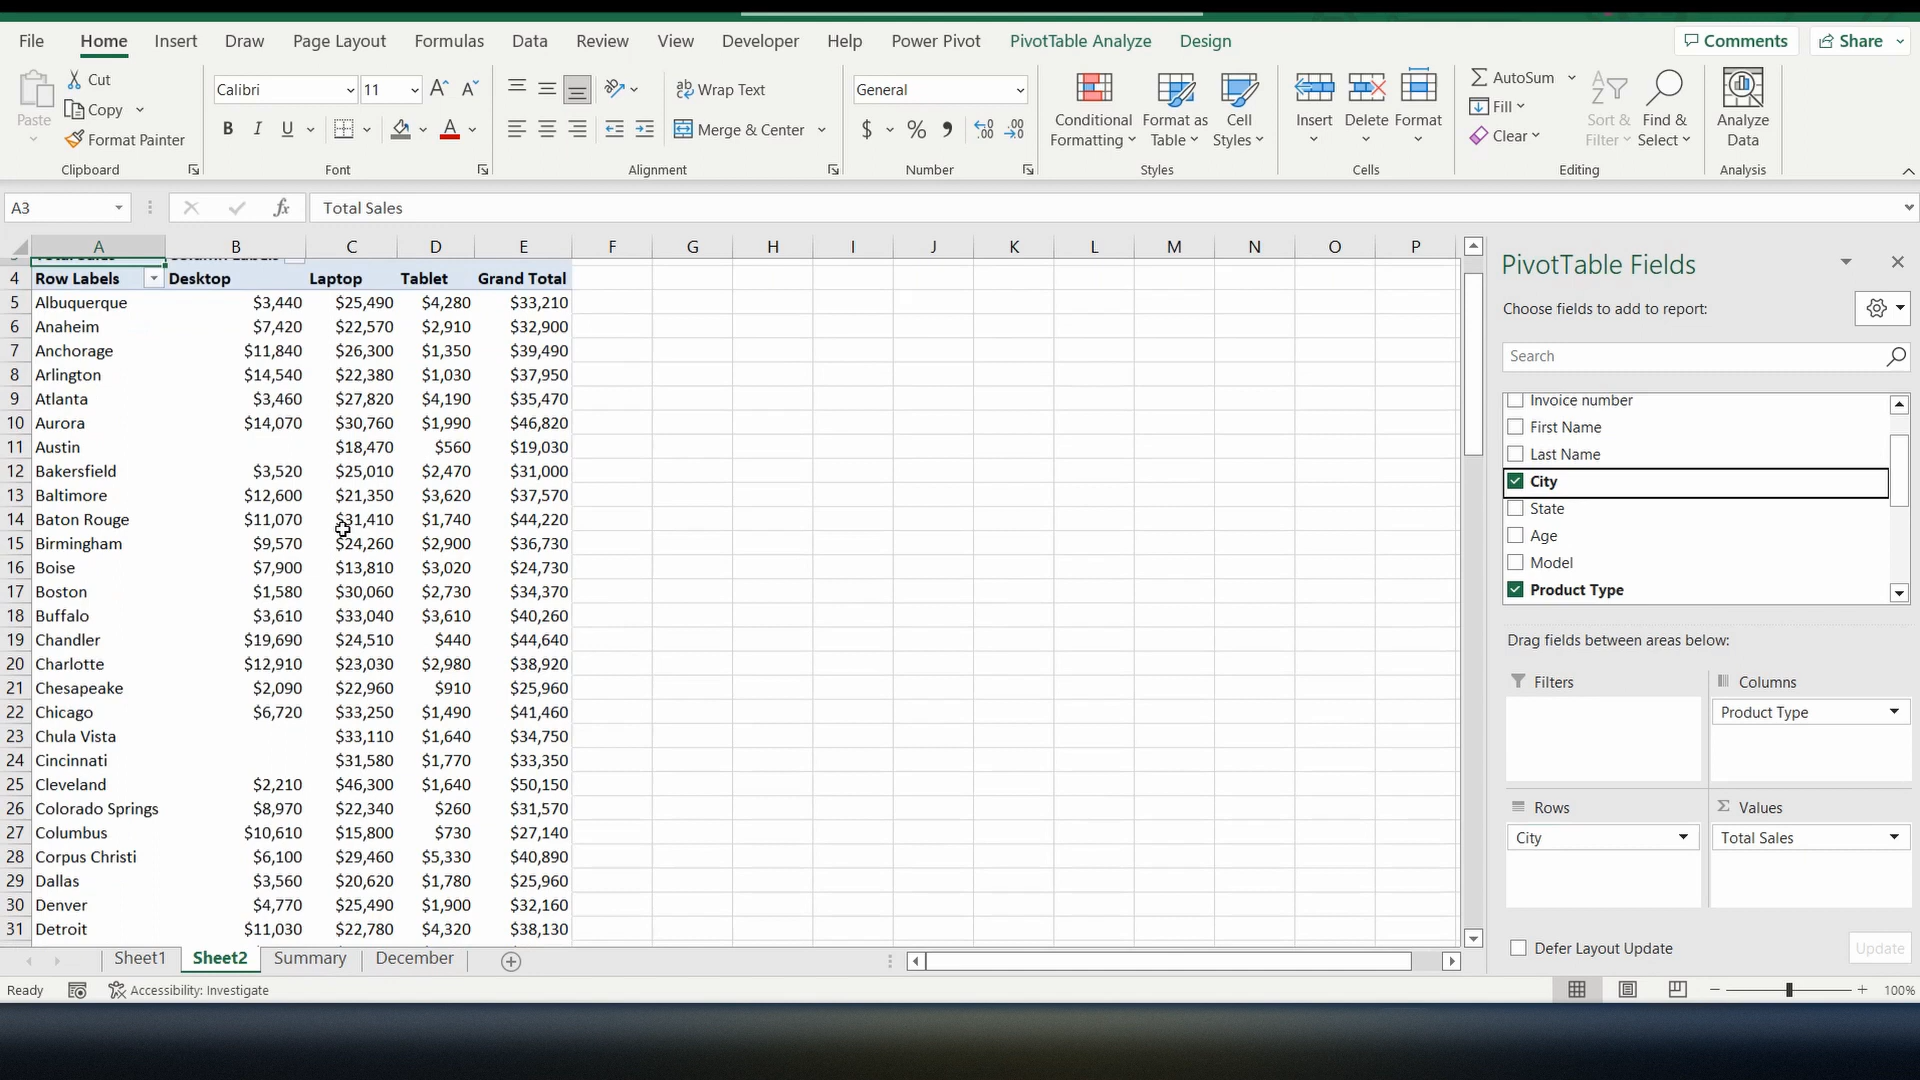 File Home Insert Draw Page Layout Formulas Data Review View Developer Help Power Pivot PivotTable Analyze Design Comments Share
Paste Cut Copy Format Painter Clipboard
Calibri 11 B I U Font
Wrap Text Merge & Center Alignment
General $ % Number
Conditional Formatting Format as Table Cell Styles Styles
Insert Delete Format Cells
AutoSum Fill Clear Sort & Filter Find & Select Editing
Analyze Data Analysis
A3 fx Total Sales
A B C D E F G H I J K L M N O P
4 Row Labels Desktop Laptop Tablet Grand Total
5 Albuquerque $3,440 $25,490 $4,280 $33,210
6 Anaheim $7,420 $22,570 $2,910 $32,900
7 Anchorage $11,840 $26,300 $1,350 $39,490
8 Arlington $14,540 $22,380 $1,030 $37,950
9 Atlanta $3,460 $27,820 $4,190 $35,470
10 Aurora $14,070 $30,760 $1,990 $46,820
11 Austin $18,470 $560 $19,030
12 Bakersfield $3,520 $25,010 $2,470 $31,000
13 Baltimore $12,600 $21,350 $3,620 $37,570
14 Baton Rouge $11,070 $31,410 $1,740 $44,220
15 Birmingham $9,570 $24,260 $2,900 $36,730
16 Boise $7,900 $13,810 $3,020 $24,730
17 Boston $1,580 $30,060 $2,730 $34,370
18 Buffalo $3,610 $33,040 $3,610 $40,260
19 Chandler $19,690 $24,510 $440 $44,640
20 Charlotte $12,910 $23,030 $2,980 $38,920
21 Chesapeake $2,090 $22,960 $910 $25,960
22 Chicago $6,720 $33,250 $1,490 $41,460
23 Chula Vista $33,110 $1,640 $34,750
24 Cincinnati $31,580 $1,770 $33,350
25 Cleveland $2,210 $46,300 $1,640 $50,150
26 Colorado Springs $8,970 $22,340 $260 $31,570
27 Columbus $10,610 $15,800 $730 $27,140
28 Corpus Christi $6,100 $29,460 $5,330 $40,890
29 Dallas $3,560 $20,620 $1,780 $25,960
30 Denver $4,770 $25,490 $1,900 $32,160
31 Detroit $11,030 $22,780 $4,320 $38,130
PivotTable Fields
Choose fields to add to report:
Search
Invoice number
First Name
Last Name
City
State
Age
Model
Product Type
Drag fields between areas below:
Filters Columns
Product Type
Rows Values
City Total Sales
Defer Layout Update Update
Sheet1 Sheet2 Summary December
Ready Accessibility: Investigate 100%